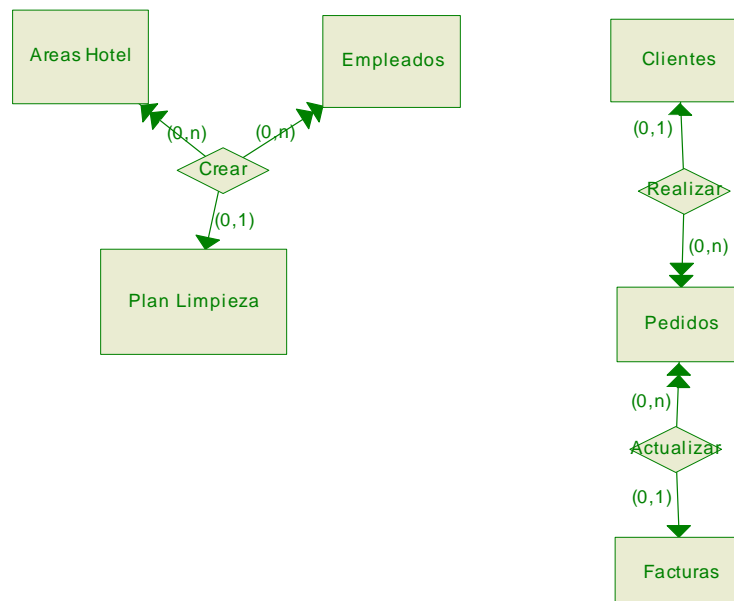 Areas Hotel
Empleados
(0,n)
(0,n)
Crear
(0,1)
Plan Limpieza
Clientes
(0,1)
Realizar
(0,n)
Pedidos
(0,n)
Actualizar
(0,1)
Facturas